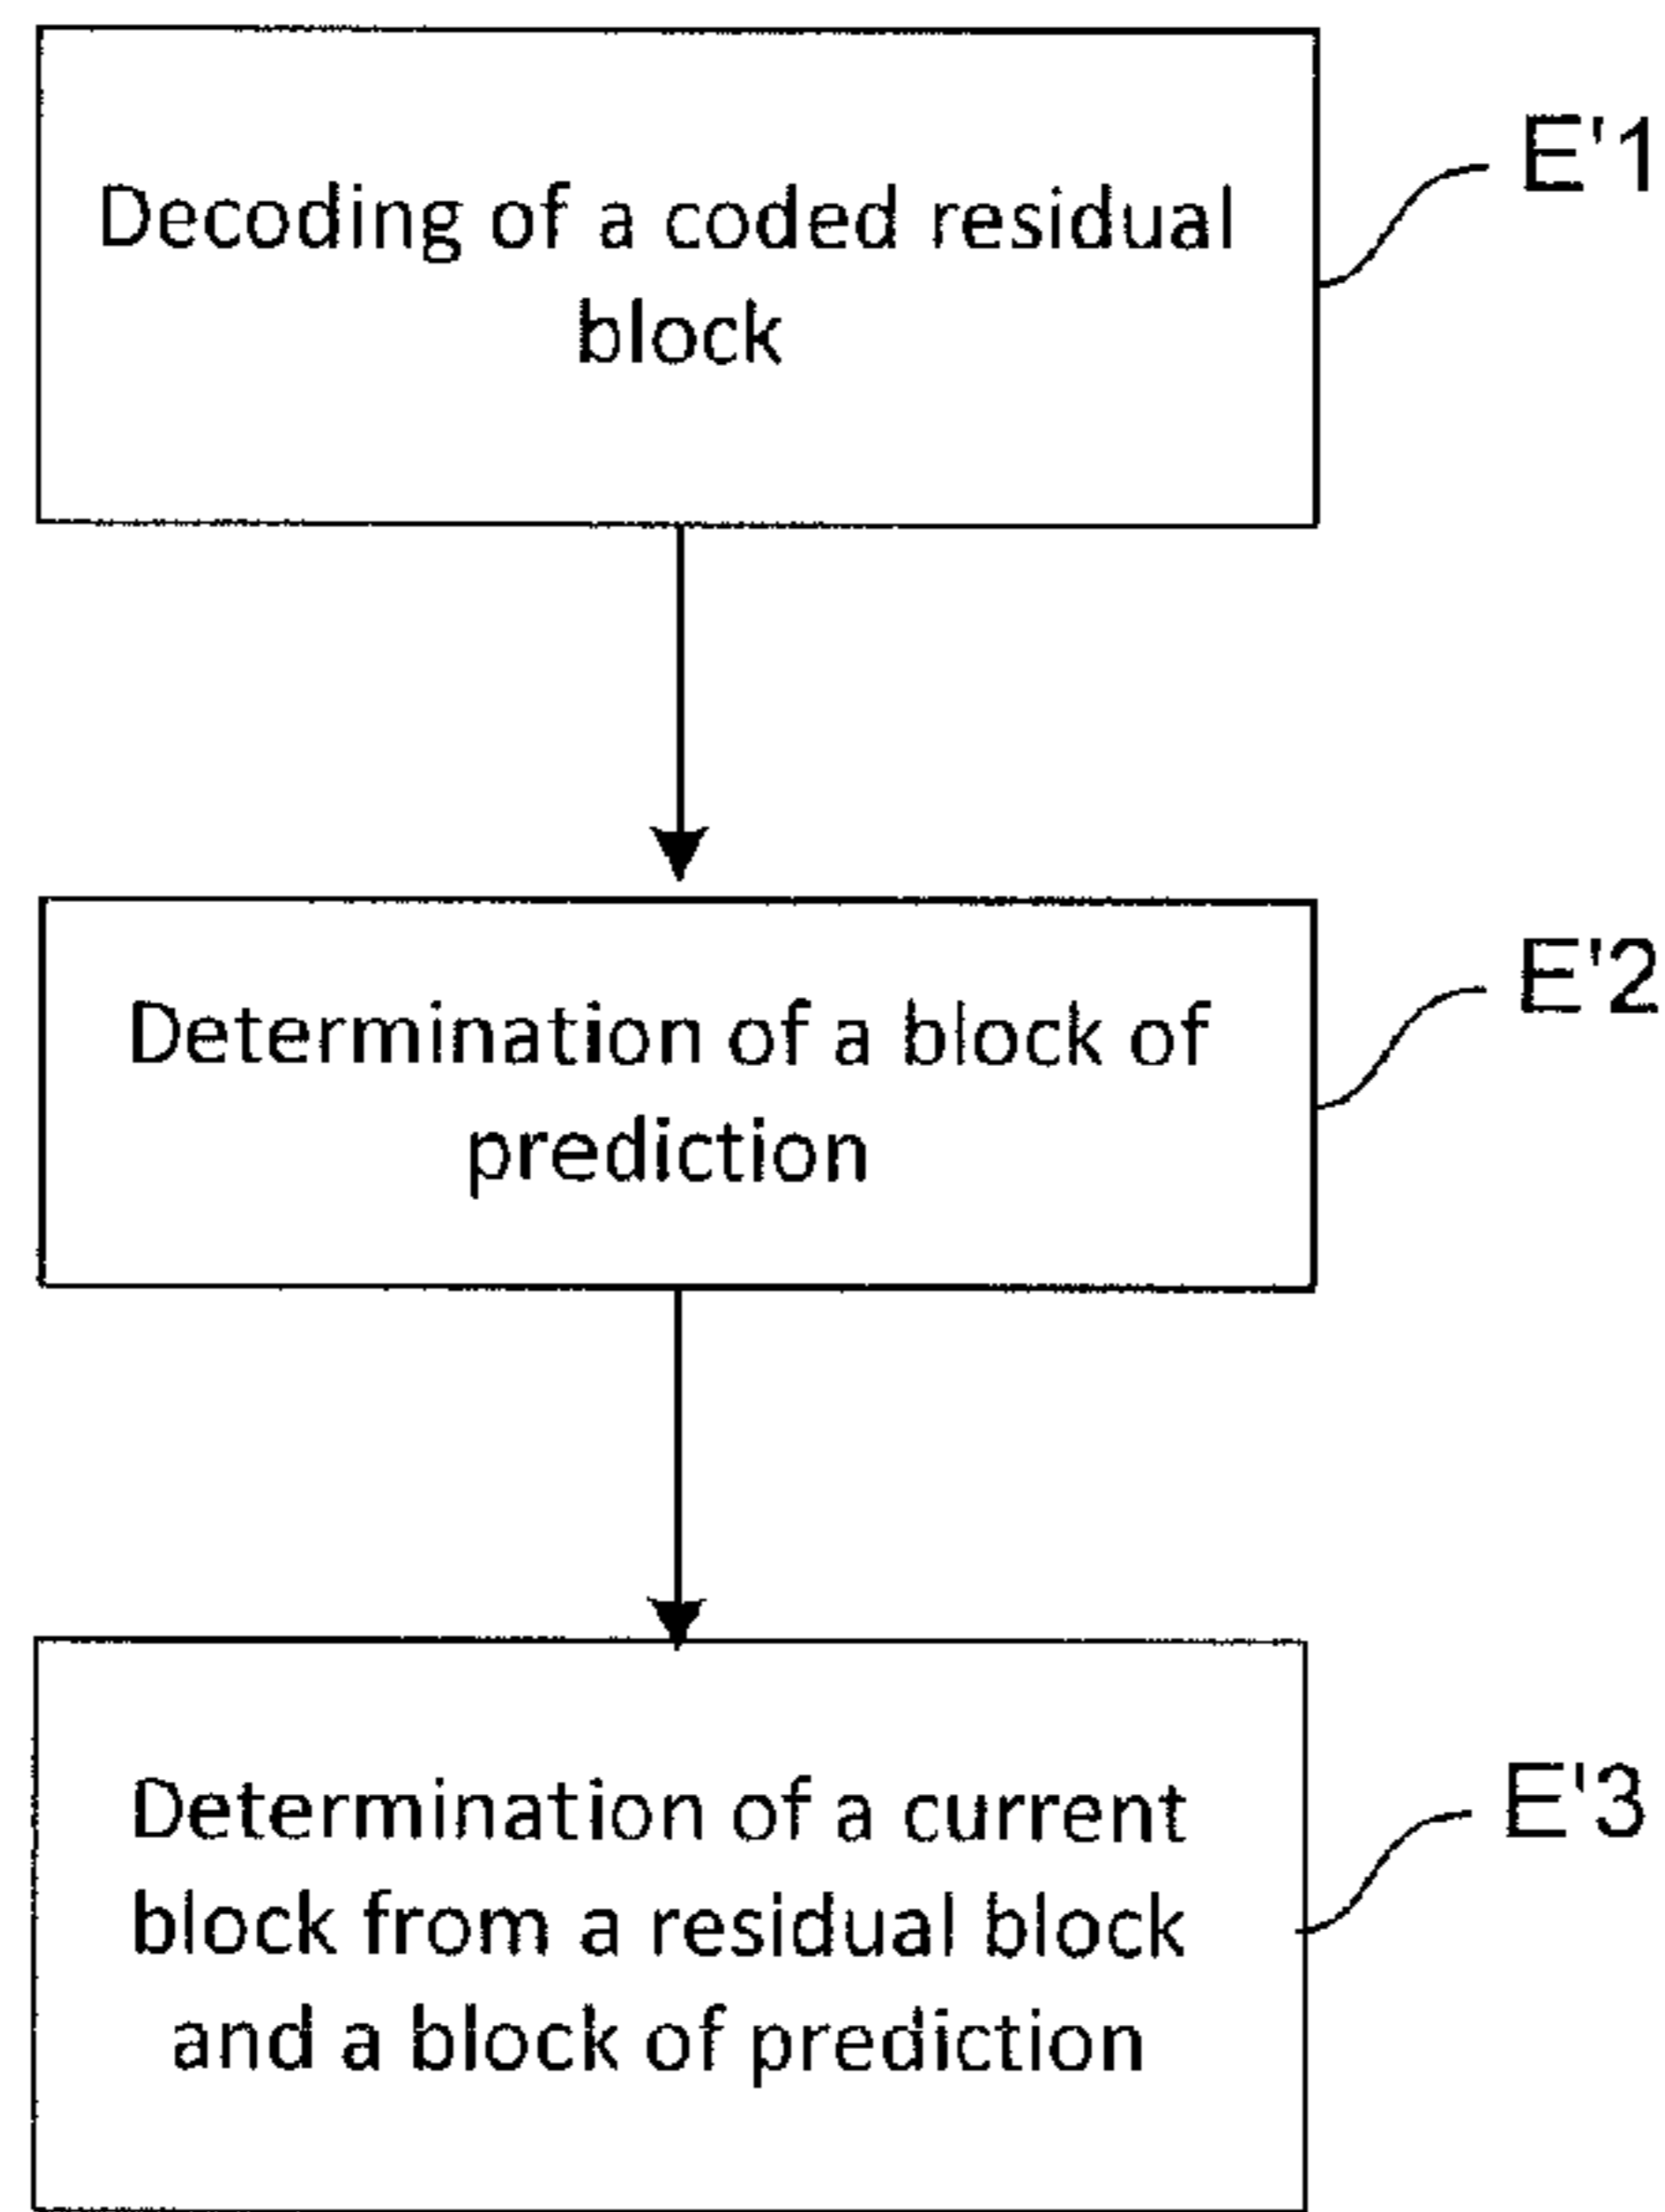 Decoding of a coded residual
block
E'1
Determination of a block of
prediction
E'2
Determination of a current
block from a residual block
and a block of prediction
E'3